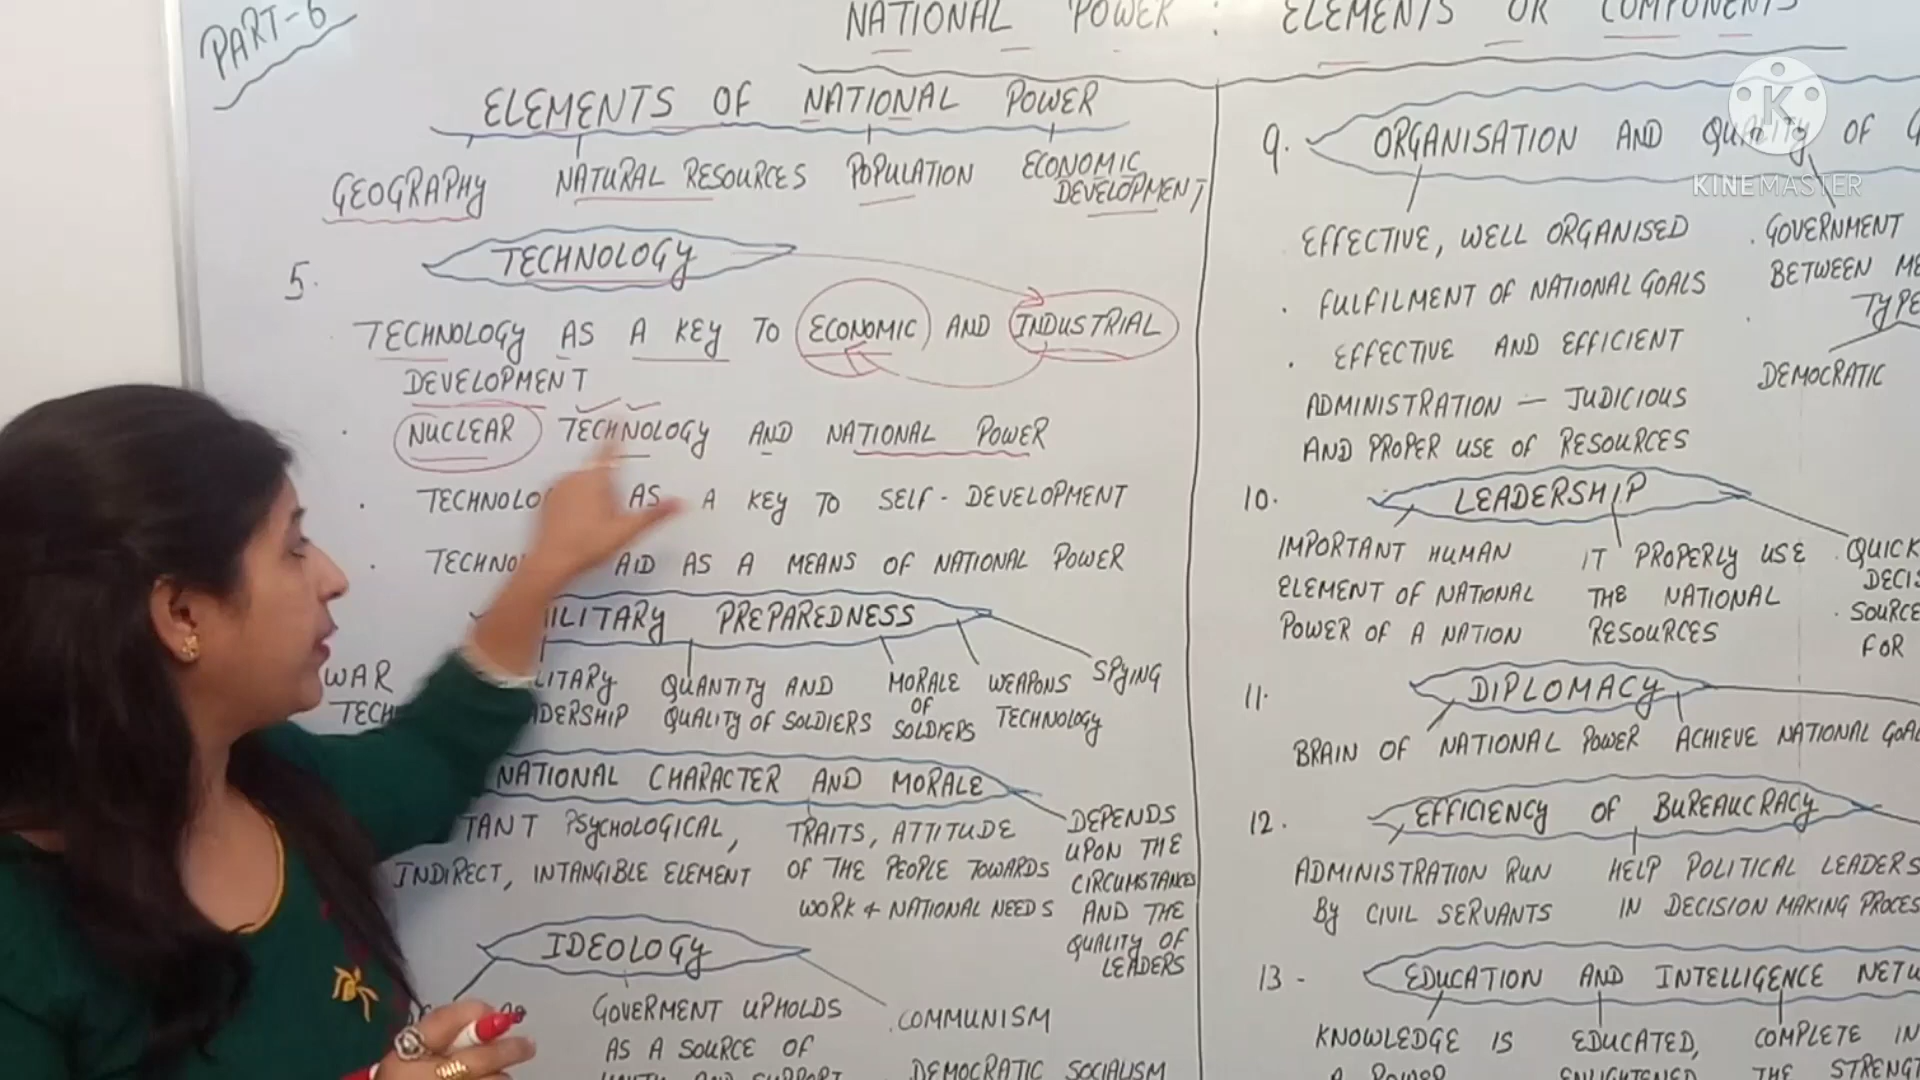 PART-6
NATIONAL POWER : ELEMENTS OR COMPONENTS
ELEMENTS OF NATIONAL POWER
GEOGRAPHY NATURAL RESOURCES POPULATION ECONOMIC
DEVELOPMENT
5. TECHNOLOGY
. TECHNOLOGY AS A KEY TO ECONOMIC AND INDUSTRIAL
DEVELOPMENT
. NUCLEAR TECHNOLOGY AND NATIONAL POWER
. AS A KEY TO SELF-DEVELOPMENT
. AID AS A MEANS OF NATIONAL POWER
PREPAREDNESS
WAR
QUANTITY AND
QUALITY OF SOLDIERS
MORALE
OF
SOLDIERS
WEAPONS
TECHNOLOGY
SPYING
NATIONAL CHARACTER AND MORALE
PSYCHOLOGICAL,
INDIRECT, INTANGIBLE ELEMENT
TRAITS, ATTITUDE
OF THE PEOPLE TOWARDS
WORK & NATIONAL NEEDS
DEPENDS
UPON THE
CIRCUMSTANCES
AND THE
QUALITY OF
LEADERS
IDEOLOGY
GOVERMENT UPHOLDS
AS A SOURCE OF
. COMMUNISM
DEMOCRATIC SOCIALISM
9. ORGANISATION AND QUALITY OF
EFFECTIVE, WELL ORGANISED
. FULFILMENT OF NATIONAL GOALS
. EFFECTIVE AND EFFICIENT
ADMINISTRATION - JUDICIOUS
AND PROPER USE OF RESOURCES
. GOVERNMENT
BETWEEN
DEMOCRATIC
10. LEADERSHIP
IMPORTANT HUMAN
ELEMENT OF NATIONAL
POWER OF A NATION
IT PROPERLY USE
THE NATIONAL
RESOURCES
. QUICK
. SOURCE
FOR
11. DIPLOMACY
BRAIN OF NATIONAL POWER
ACHIEVE NATIONAL
12. EFFICIENCY OF BUREAUCRACY
ADMINISTRATION RUN
BY CIVIL SERVANTS
HELP POLITICAL LEADERS
IN DECISION MAKING
13- EDUCATION AND INTELLIGENCE
KNOWLEDGE IS
EDUCATED,
COMPLETE
THE
K
KINEMASTER